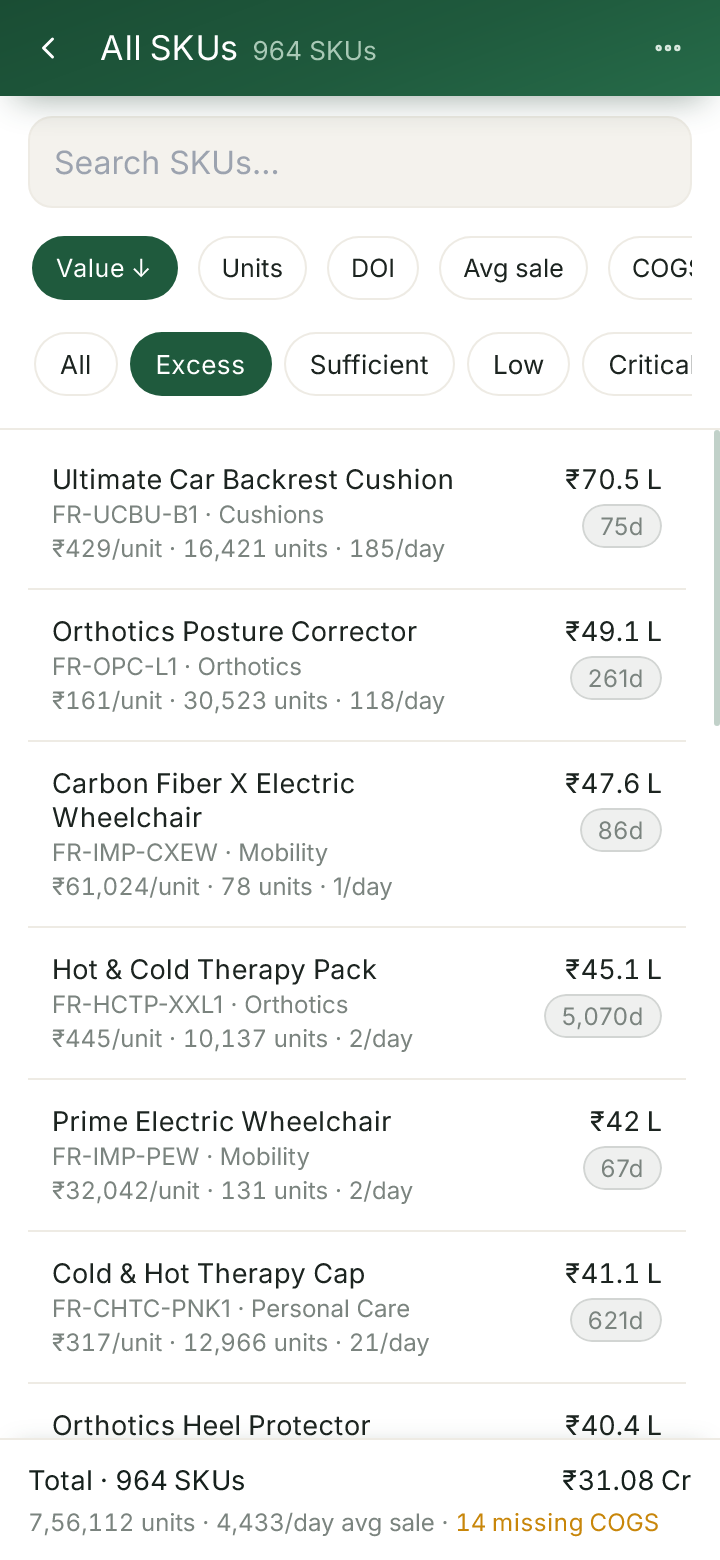 All SKUs 964 SKUs
Search SKUs...
Value ↓ Units DOI Avg sale COGS
All Excess Sufficient Low Critical
Ultimate Car Backrest Cushion ₹70.5 L
FR-UCBU-B1 · Cushions 75d
₹429/unit · 16,421 units · 185/day
Orthotics Posture Corrector ₹49.1 L
FR-OPC-L1 · Orthotics 261d
₹161/unit · 30,523 units · 118/day
Carbon Fiber X Electric ₹47.6 L
Wheelchair 86d
FR-IMP-CXEW · Mobility
₹61,024/unit · 78 units · 1/day
Hot & Cold Therapy Pack ₹45.1 L
FR-HCTP-XXL1 · Orthotics 5,070d
₹445/unit · 10,137 units · 2/day
Prime Electric Wheelchair ₹42 L
FR-IMP-PEW · Mobility 67d
₹32,042/unit · 131 units · 2/day
Cold & Hot Therapy Cap ₹41.1 L
FR-CHTC-PNK1 · Personal Care 621d
₹317/unit · 12,966 units · 21/day
Orthotics Heel Protector ₹40.4 L
Total · 964 SKUs ₹31.08 Cr
7,56,112 units · 4,433/day avg sale · 14 missing COGS